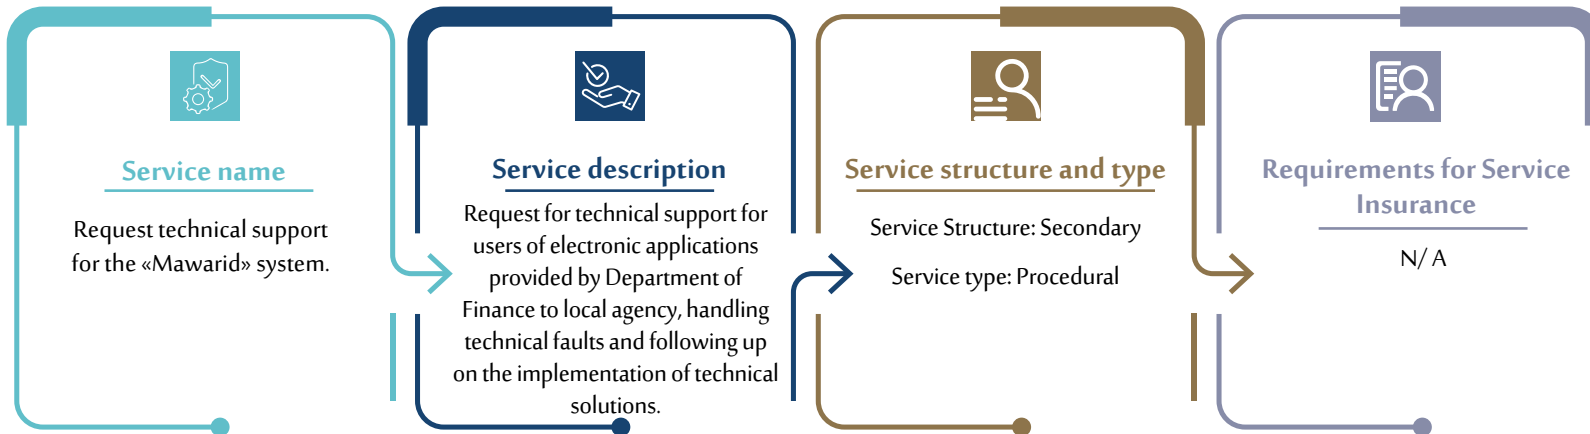 Service name
Request technical support
for the «Mawarid» system.
Service description
Request for technical support for
users of electronic applications
provided by Department of
Finance to local agency, handling
technical faults and following up
on the implementation of technical
solutions.
Service structure and type
Service Structure: Secondary
Service type: Procedural
Requirements for Service
Insurance
N/ A